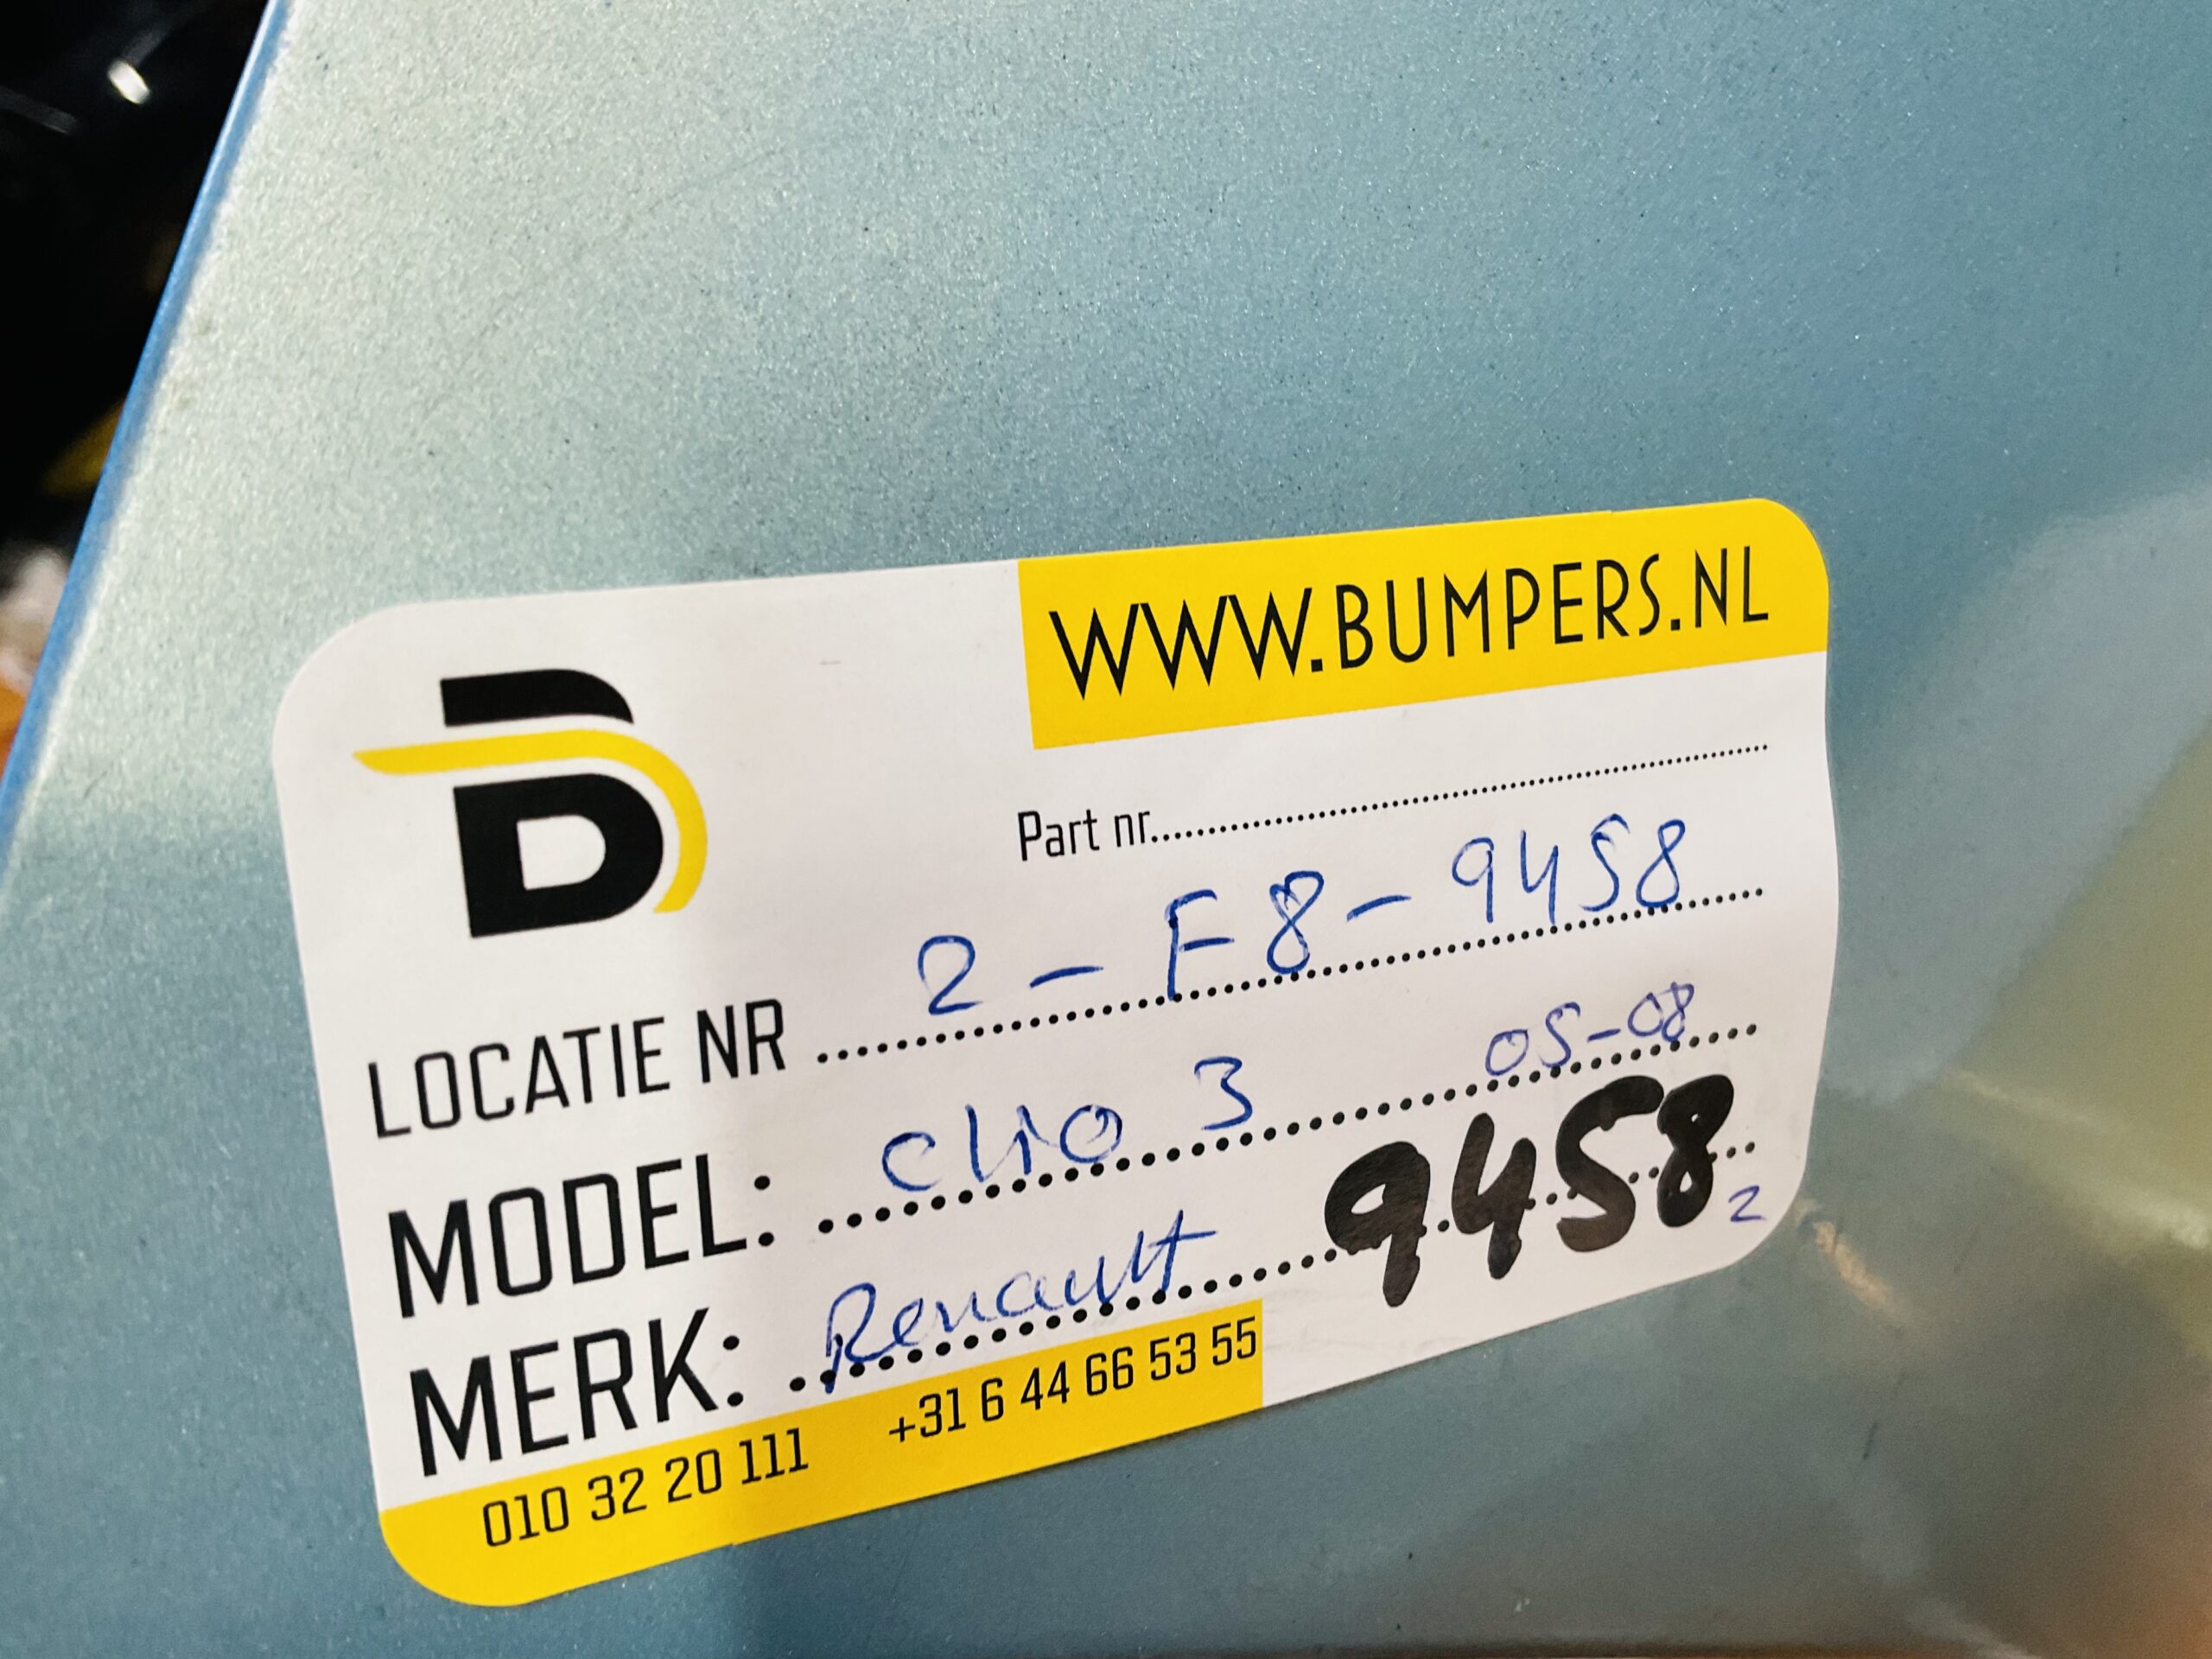 WWW.BUMPERS.NL
B
Part nr.
LOCATIE NR 2-F8-9458
MODEL: clio 3 05-08
MERK: Renault 9458 2
010 32 20 111 +31 6 44 66 53 55